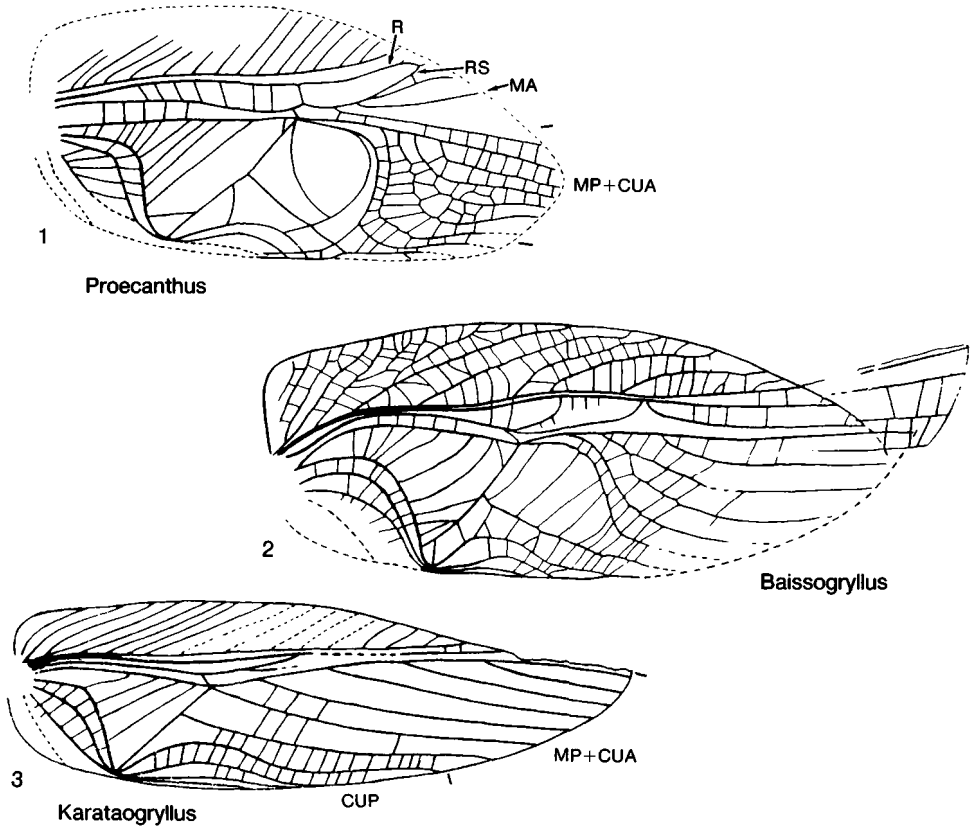 R
RS
MA
MP+CUA
1
Proecanthus
2
Baissogryllus
MP+CUA
3
CUP
Karataogryllus